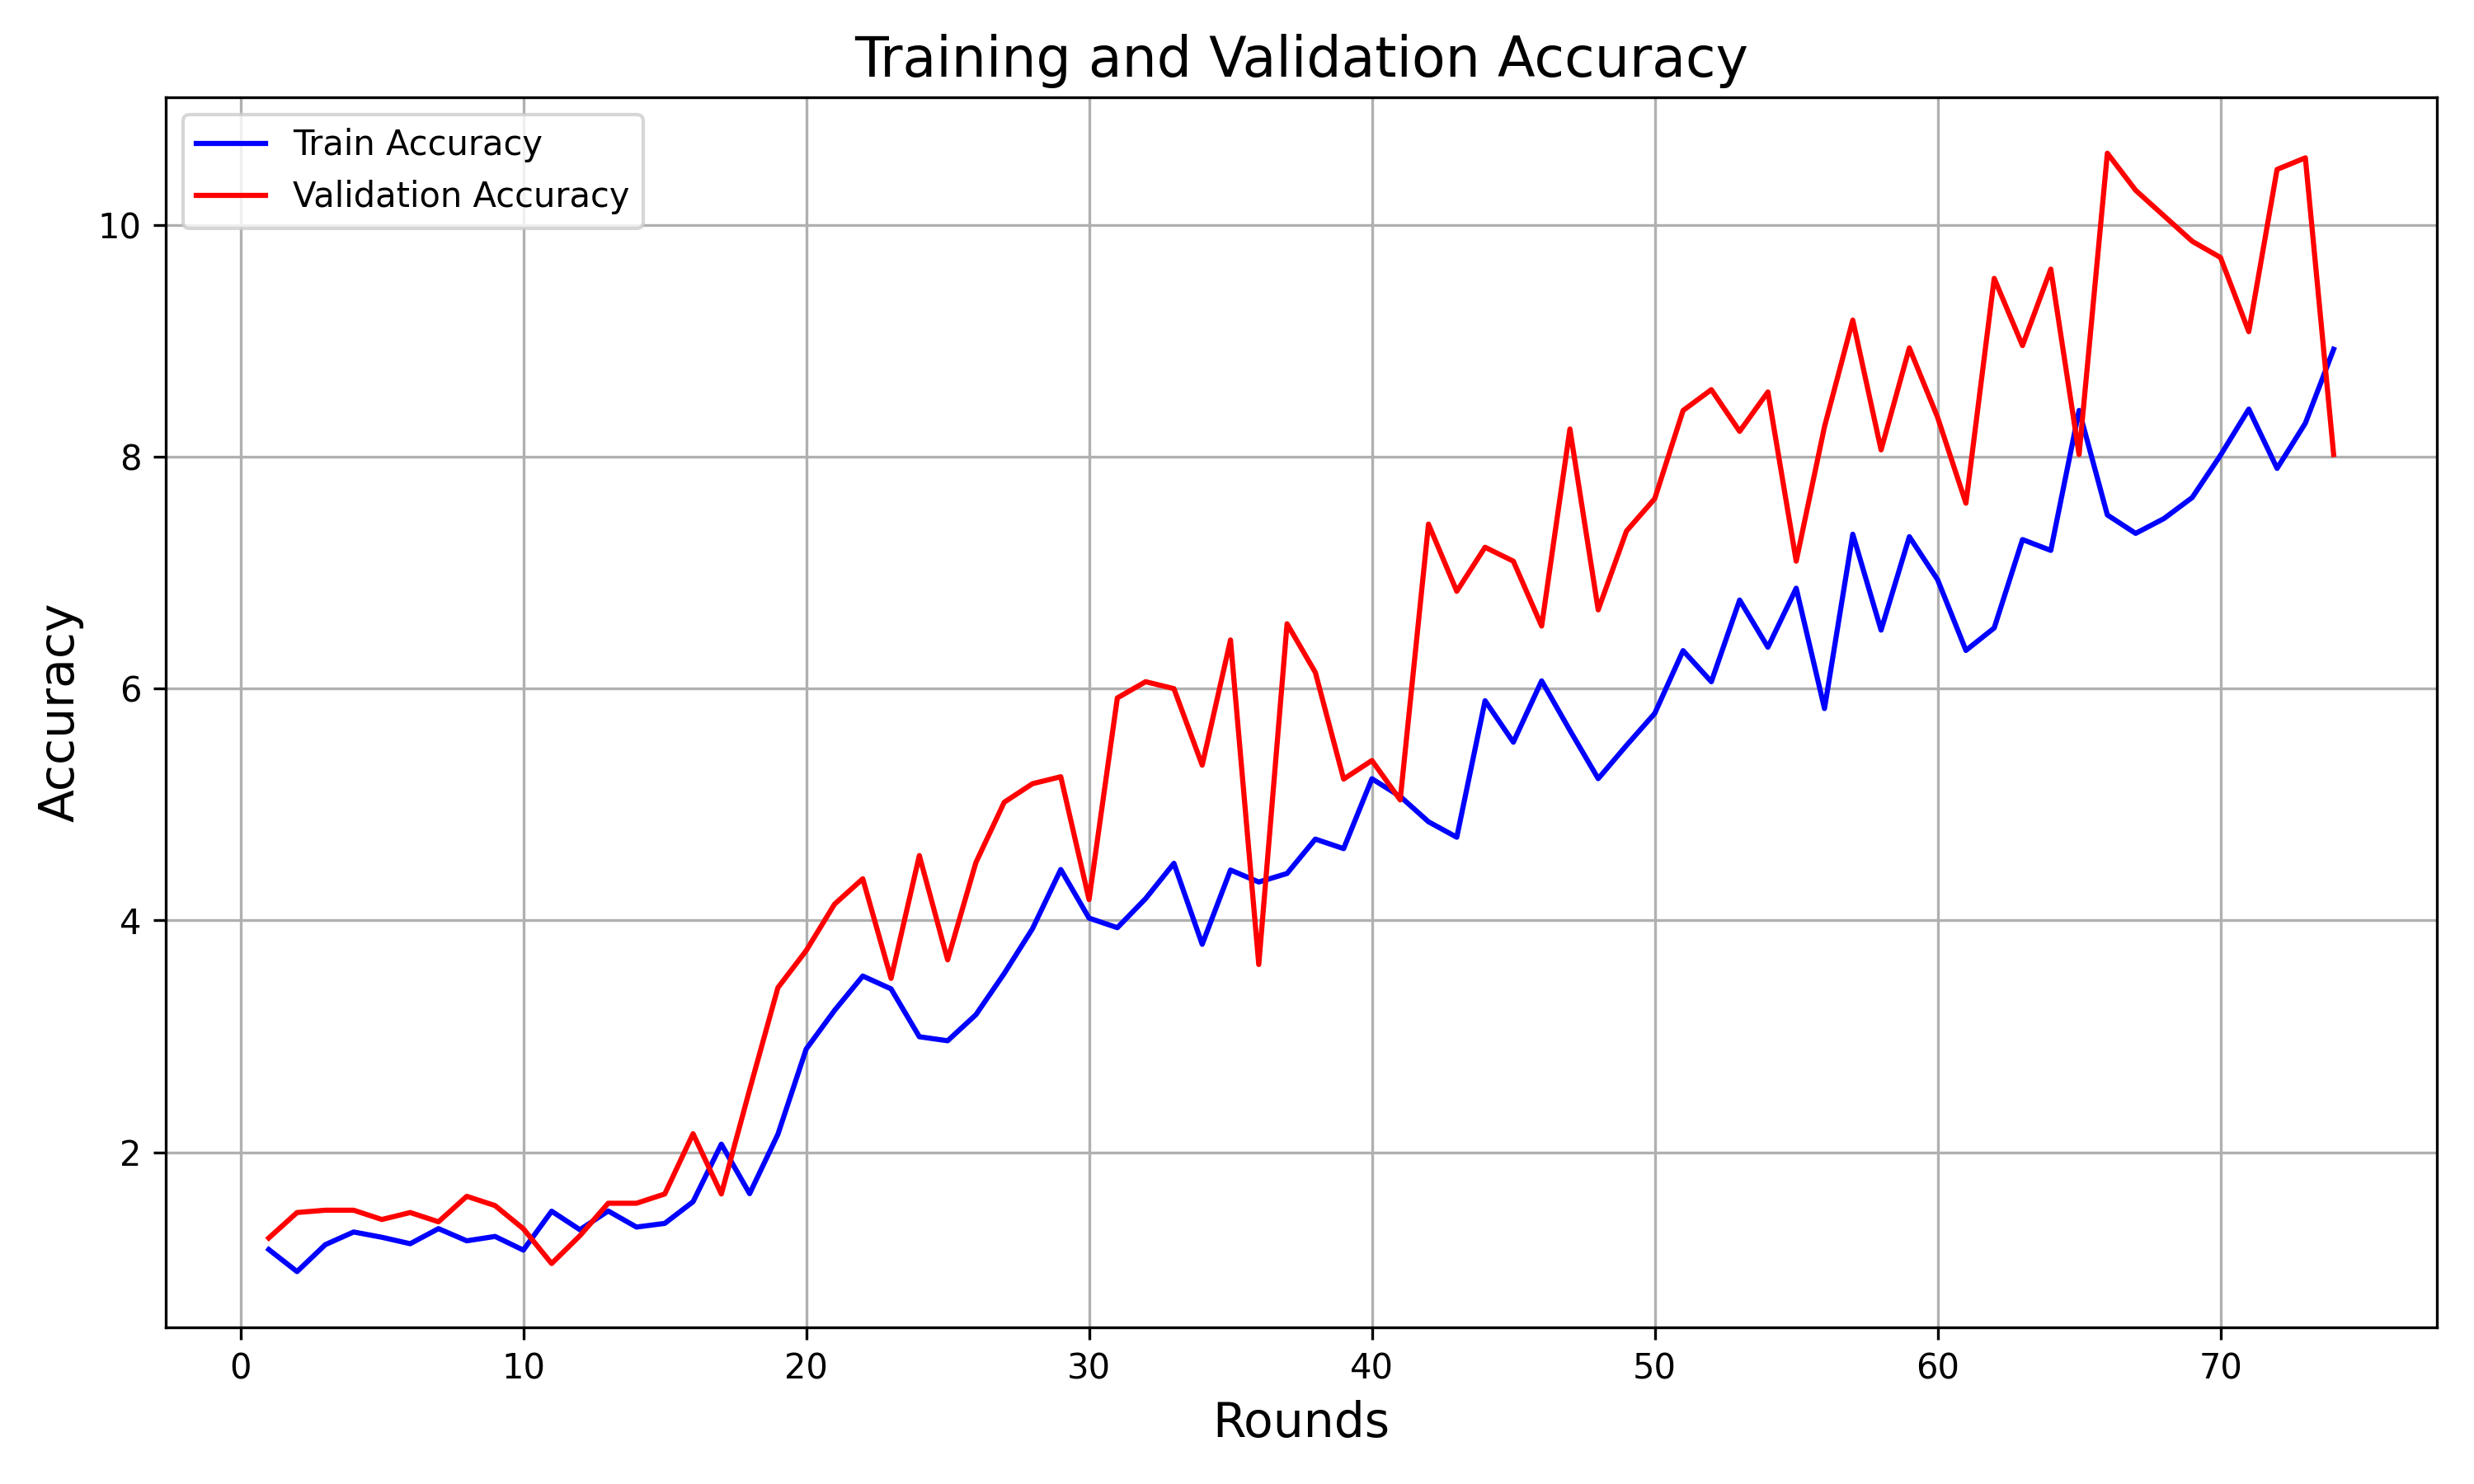 Training and Validation Accuracy
Train Accuracy
Validation Accuracy
10
8
6
4
2
Accuracy
0 10 20 30 40 50 60 70
Rounds